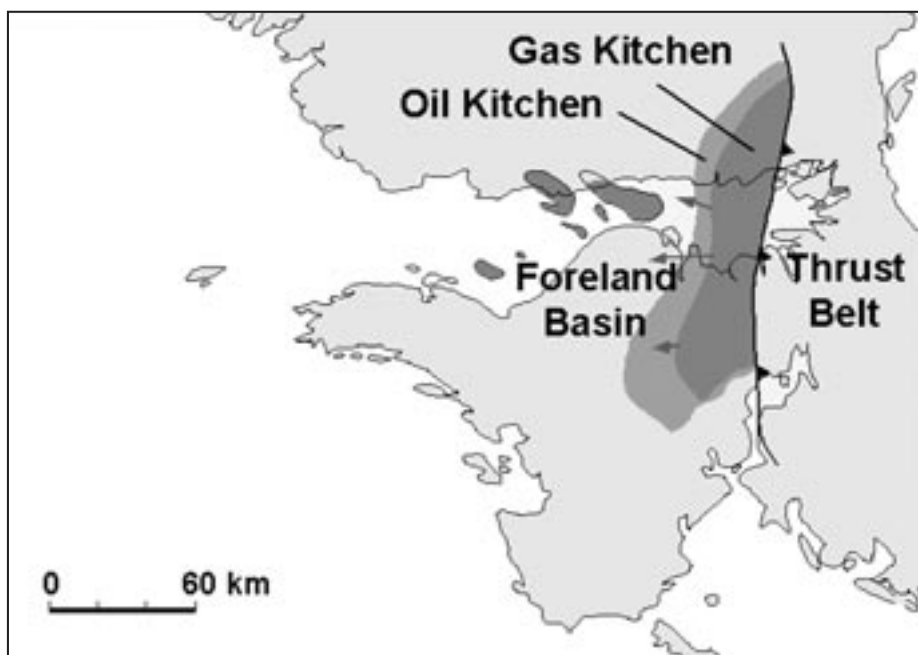 Gas Kitchen
Oil Kitchen
Foreland
Basin
Thrust
Belt
0 60 km